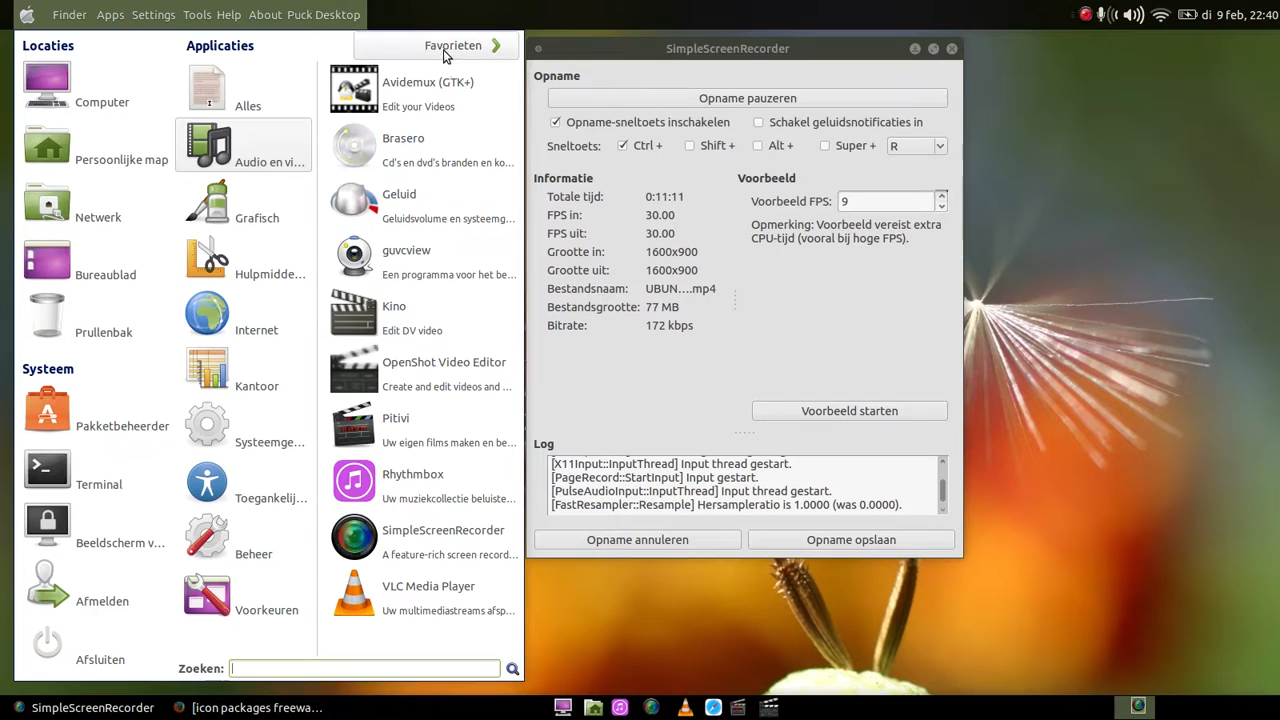 Finder Apps Settings Tools Help About Puck Desktop
di 9 feb, 22:40
Locaties
Computer
Persoonlijke map
Netwerk
Bureaublad
Prullenbak
Systeem
Pakketbeheerder
Terminal
Beeldscherm v...
Afmelden
Afsluiten
Applicaties
Alles
Audio en vi...
Grafisch
Hulpmidde...
Internet
Kantoor
Systeemge...
Toegankelij...
Beheer
Voorkeuren
Favorieten
Avidemux (GTK+)
Edit your Videos
Brasero
Cd's en dvd's branden en ko...
Geluid
Geluidsvolume en systeemg...
guvcview
Een programma voor het be...
Kino
Edit DV video
OpenShot Video Editor
Create and edit videos and ...
Pitivi
Uw eigen films maken en be...
Rhythmbox
Uw muziekcollectie beluiste...
SimpleScreenRecorder
A feature-rich screen record...
VLC Media Player
Uw multimediastreams afsp...
Zoeken:
SimpleScreenRecorder
Opname
Opname pauzeren
Opname-sneltoets inschakelen
Schakel geluidsnotificaties in
Sneltoets: Ctrl + Shift + Alt + Super + R
Informatie
Totale tijd: 0:11:11
FPS in: 30.00
FPS uit: 30.00
Grootte in: 1600x900
Grootte uit: 1600x900
Bestandsnaam: UBUN....mp4
Bestandsgrootte: 77 MB
Bitrate: 172 kbps
Voorbeeld
Voorbeeld FPS: 9
Opmerking: Voorbeeld vereist extra
CPU-tijd (vooral bij hoge FPS).
Voorbeeld starten
Log
[X11Input::InputThread] Input thread gestart.
[PageRecord::StartInput] Input gestart.
[PulseAudioInput::InputThread] Input thread gestart.
[FastResampler::Resample] Hersampleratio is 1.0000 (was 0.0000).
Opname annuleren
Opname opslaan
SimpleScreenRecorder
[icon packages freewa...